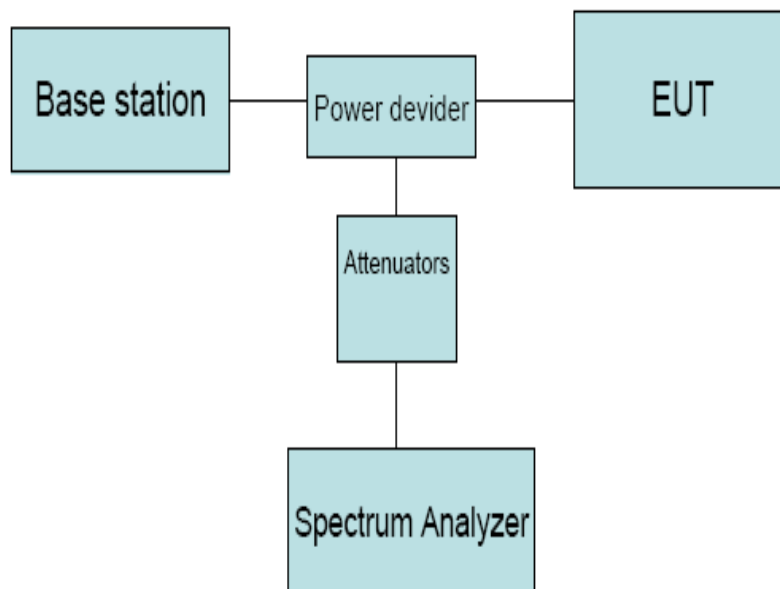 Base station
Power devider
EUT
Attenuators
Spectrum Analyzer